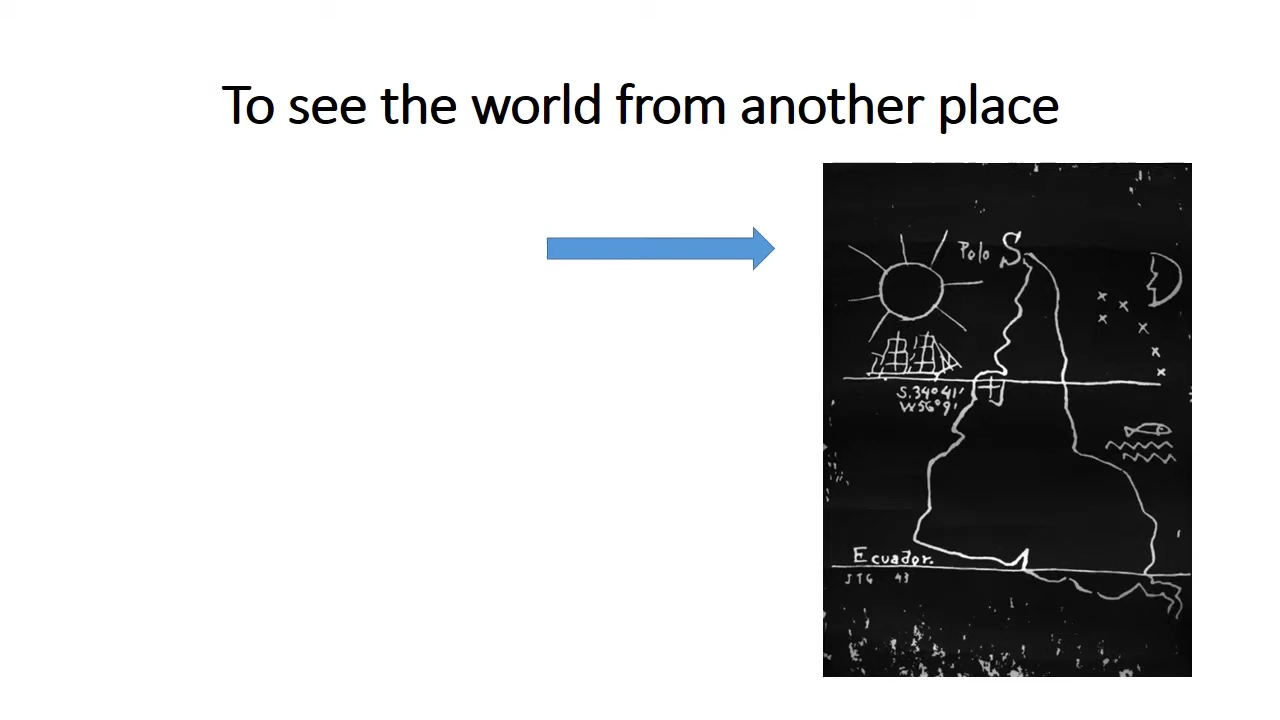 To see the world from another place
Polo S.
S. 34° 41'
W 56° 9'
Ecuador.
JTG 43